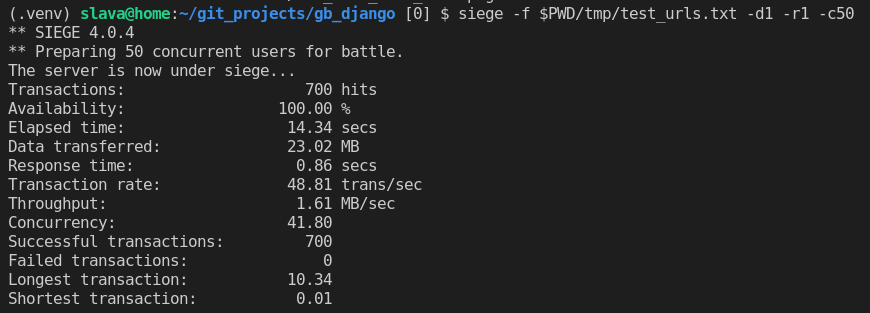 (.venv) slava@home:~/git_projects/gb_django [0] $ siege -f $PWD/tmp/test_urls.txt -d1 -r1 -c50
** SIEGE 4.0.4
** Preparing 50 concurrent users for battle.
The server is now under siege...
Transactions: 700 hits
Availability: 100.00 %
Elapsed time: 14.34 secs
Data transferred: 23.02 MB
Response time: 0.86 secs
Transaction rate: 48.81 trans/sec
Throughput: 1.61 MB/sec
Concurrency: 41.80
Successful transactions: 700
Failed transactions: 0
Longest transaction: 10.34
Shortest transaction: 0.01